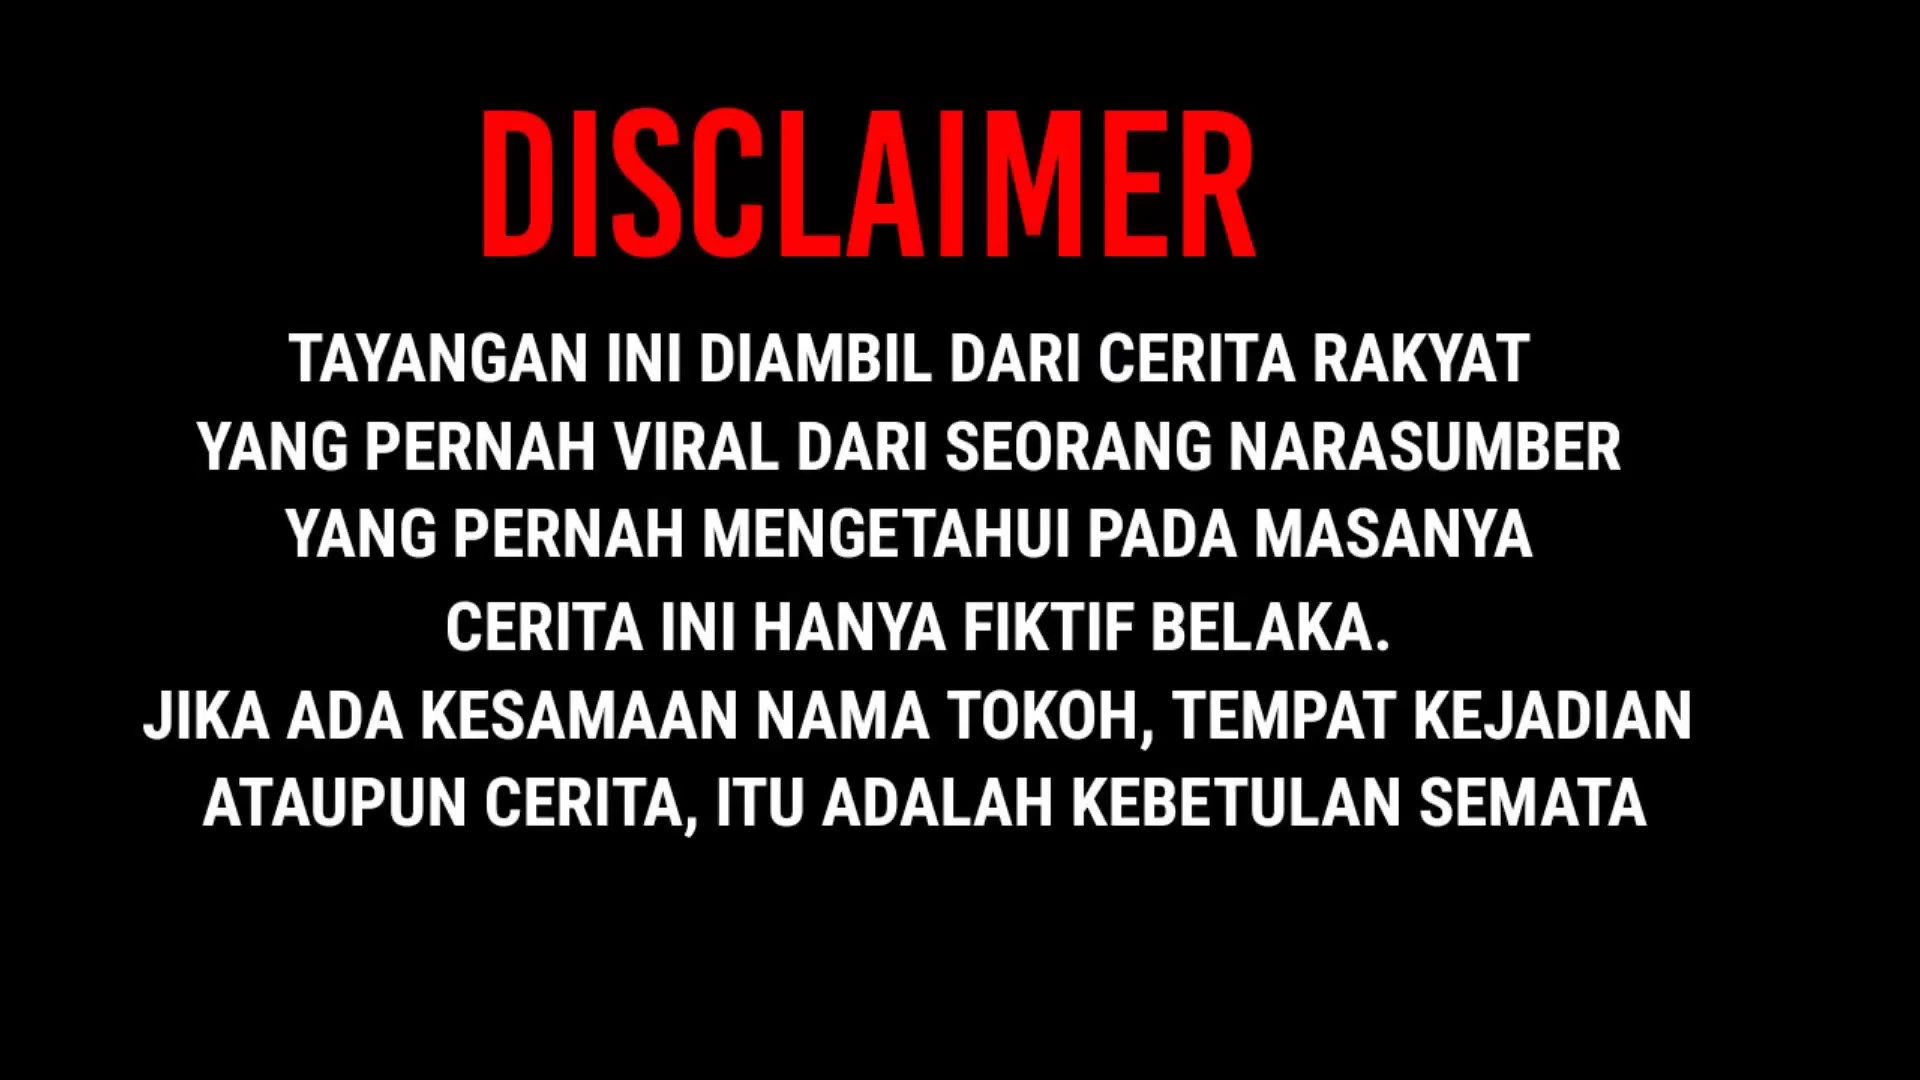 DISCLAIMER
TAYANGAN INI DIAMBIL DARI CERITA RAKYAT
YANG PERNAH VIRAL DARI SEORANG NARASUMBER
YANG PERNAH MENGETAHUI PADA MASANYA
CERITA INI HANYA FIKTIF BELAKA.
JIKA ADA KESAMAAN NAMA TOKOH, TEMPAT KEJADIAN
ATAUPUN CERITA, ITU ADALAH KEBETULAN SEMATA